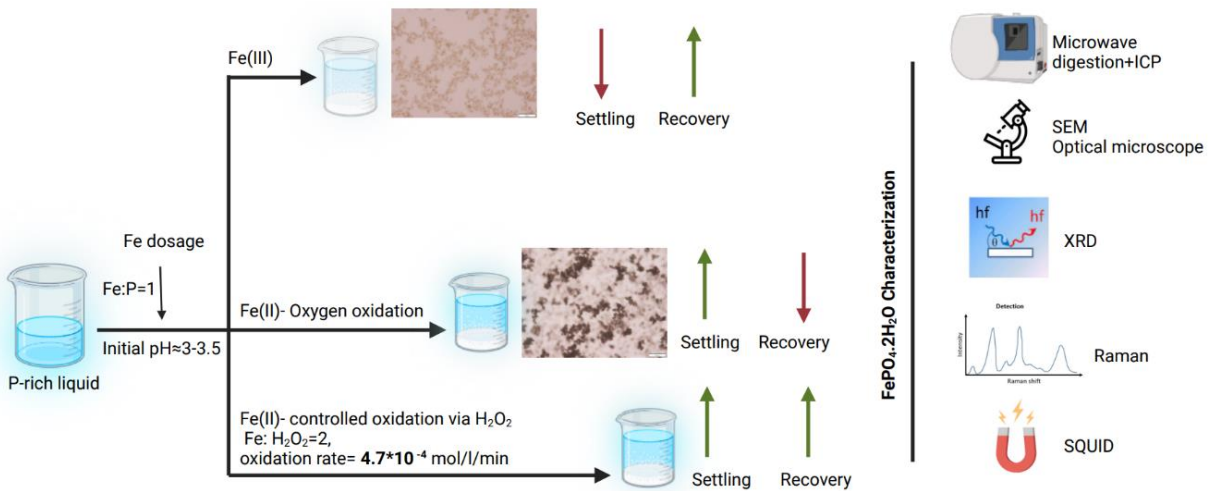 Fe(III)
Settling Recovery
Fe dosage
Fe:P=1
Initial pH≈3-3.5
P-rich liquid
Fe(II)- Oxygen oxidation
Settling Recovery
Fe(II)- controlled oxidation via H₂O₂
Fe: H₂O₂=2,
oxidation rate= 4.7*10⁻⁴ mol/l/min
Settling Recovery
FePO₄.2H₂O Characterization
Microwave
digestion+ICP
SEM
Optical microscope
hf hf
θ
XRD
Detection
Intensity
Raman shift
Raman
SQUID